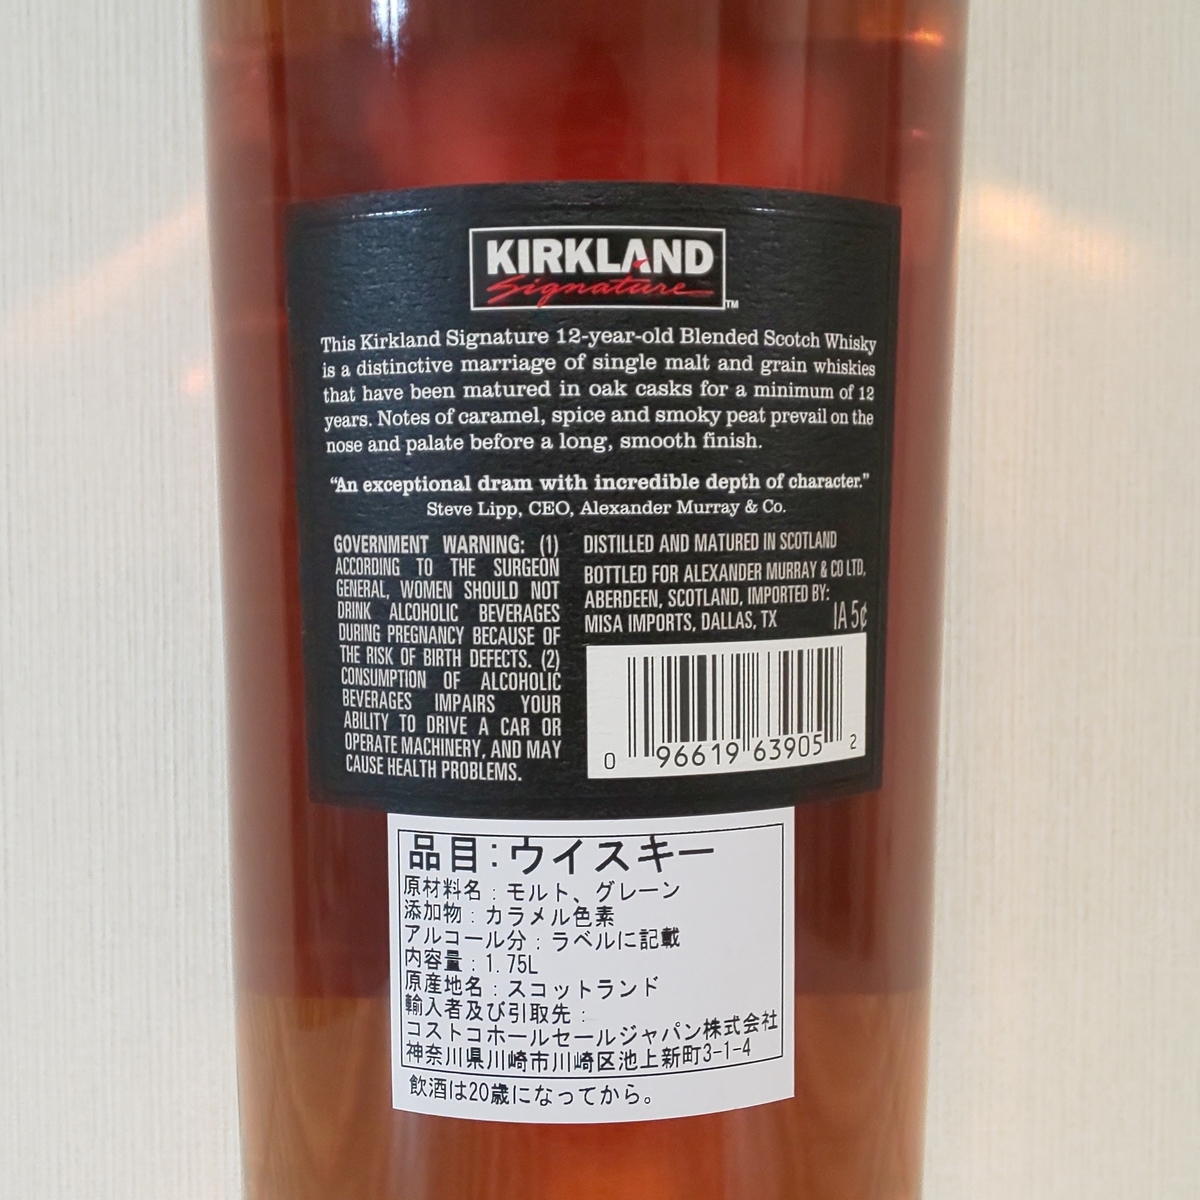 KIRKLAND
Signature™
This Kirkland Signature 12-year-old Blended Scotch Whisky
is a distinctive marriage of single malt and grain whiskies
that have been matured in oak casks for a minimum of 12
years. Notes of caramel, spice and smoky peat prevail on the
nose and palate before a long, smooth finish.
“An exceptional dram with incredible depth of character.”
Steve Lipp, CEO, Alexander Murray & Co.
GOVERNMENT WARNING: (1)
ACCORDING TO THE SURGEON
GENERAL, WOMEN SHOULD NOT
DRINK ALCOHOLIC BEVERAGES
DURING PREGNANCY BECAUSE OF
THE RISK OF BIRTH DEFECTS. (2)
CONSUMPTION OF ALCOHOLIC
BEVERAGES IMPAIRS YOUR
ABILITY TO DRIVE A CAR OR
OPERATE MACHINERY, AND MAY
CAUSE HEALTH PROBLEMS.
DISTILLED AND MATURED IN SCOTLAND
BOTTLED FOR ALEXANDER MURRAY & CO LTD,
ABERDEEN, SCOTLAND, IMPORTED BY:
MISA IMPORTS, DALLAS, TX
IA 5¢
0 96619 63905 2
品目:ウイスキー
原材料名:モルト、グレーン
添加物:カラメル色素
アルコール分:ラベルに記載
内容量:1.75L
原産地名:スコットランド
輸入者及び引取先:
コストコホールセールジャパン株式会社
神奈川県川崎市川崎区池上新町3-1-4
飲酒は20歳になってから。